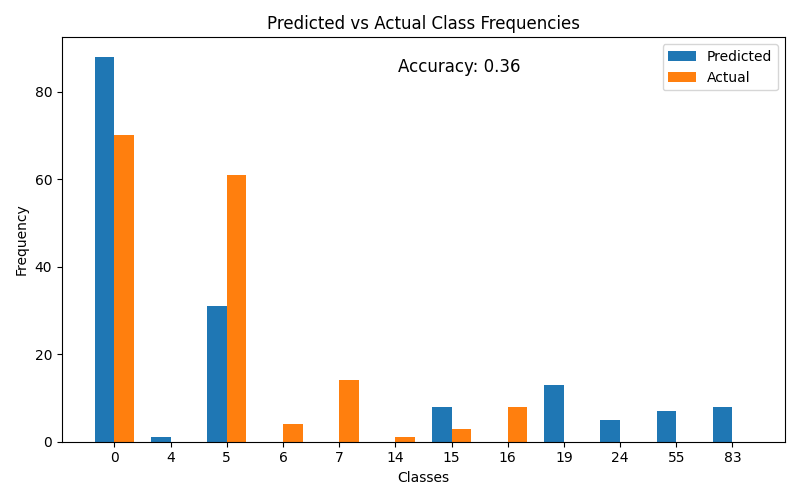 Predicted vs Actual Class Frequencies
Accuracy: 0.36
Predicted
Actual
Frequency
80
60
40
20
0
0 4 5 6 7 14 15 16 19 24 55 83
Classes